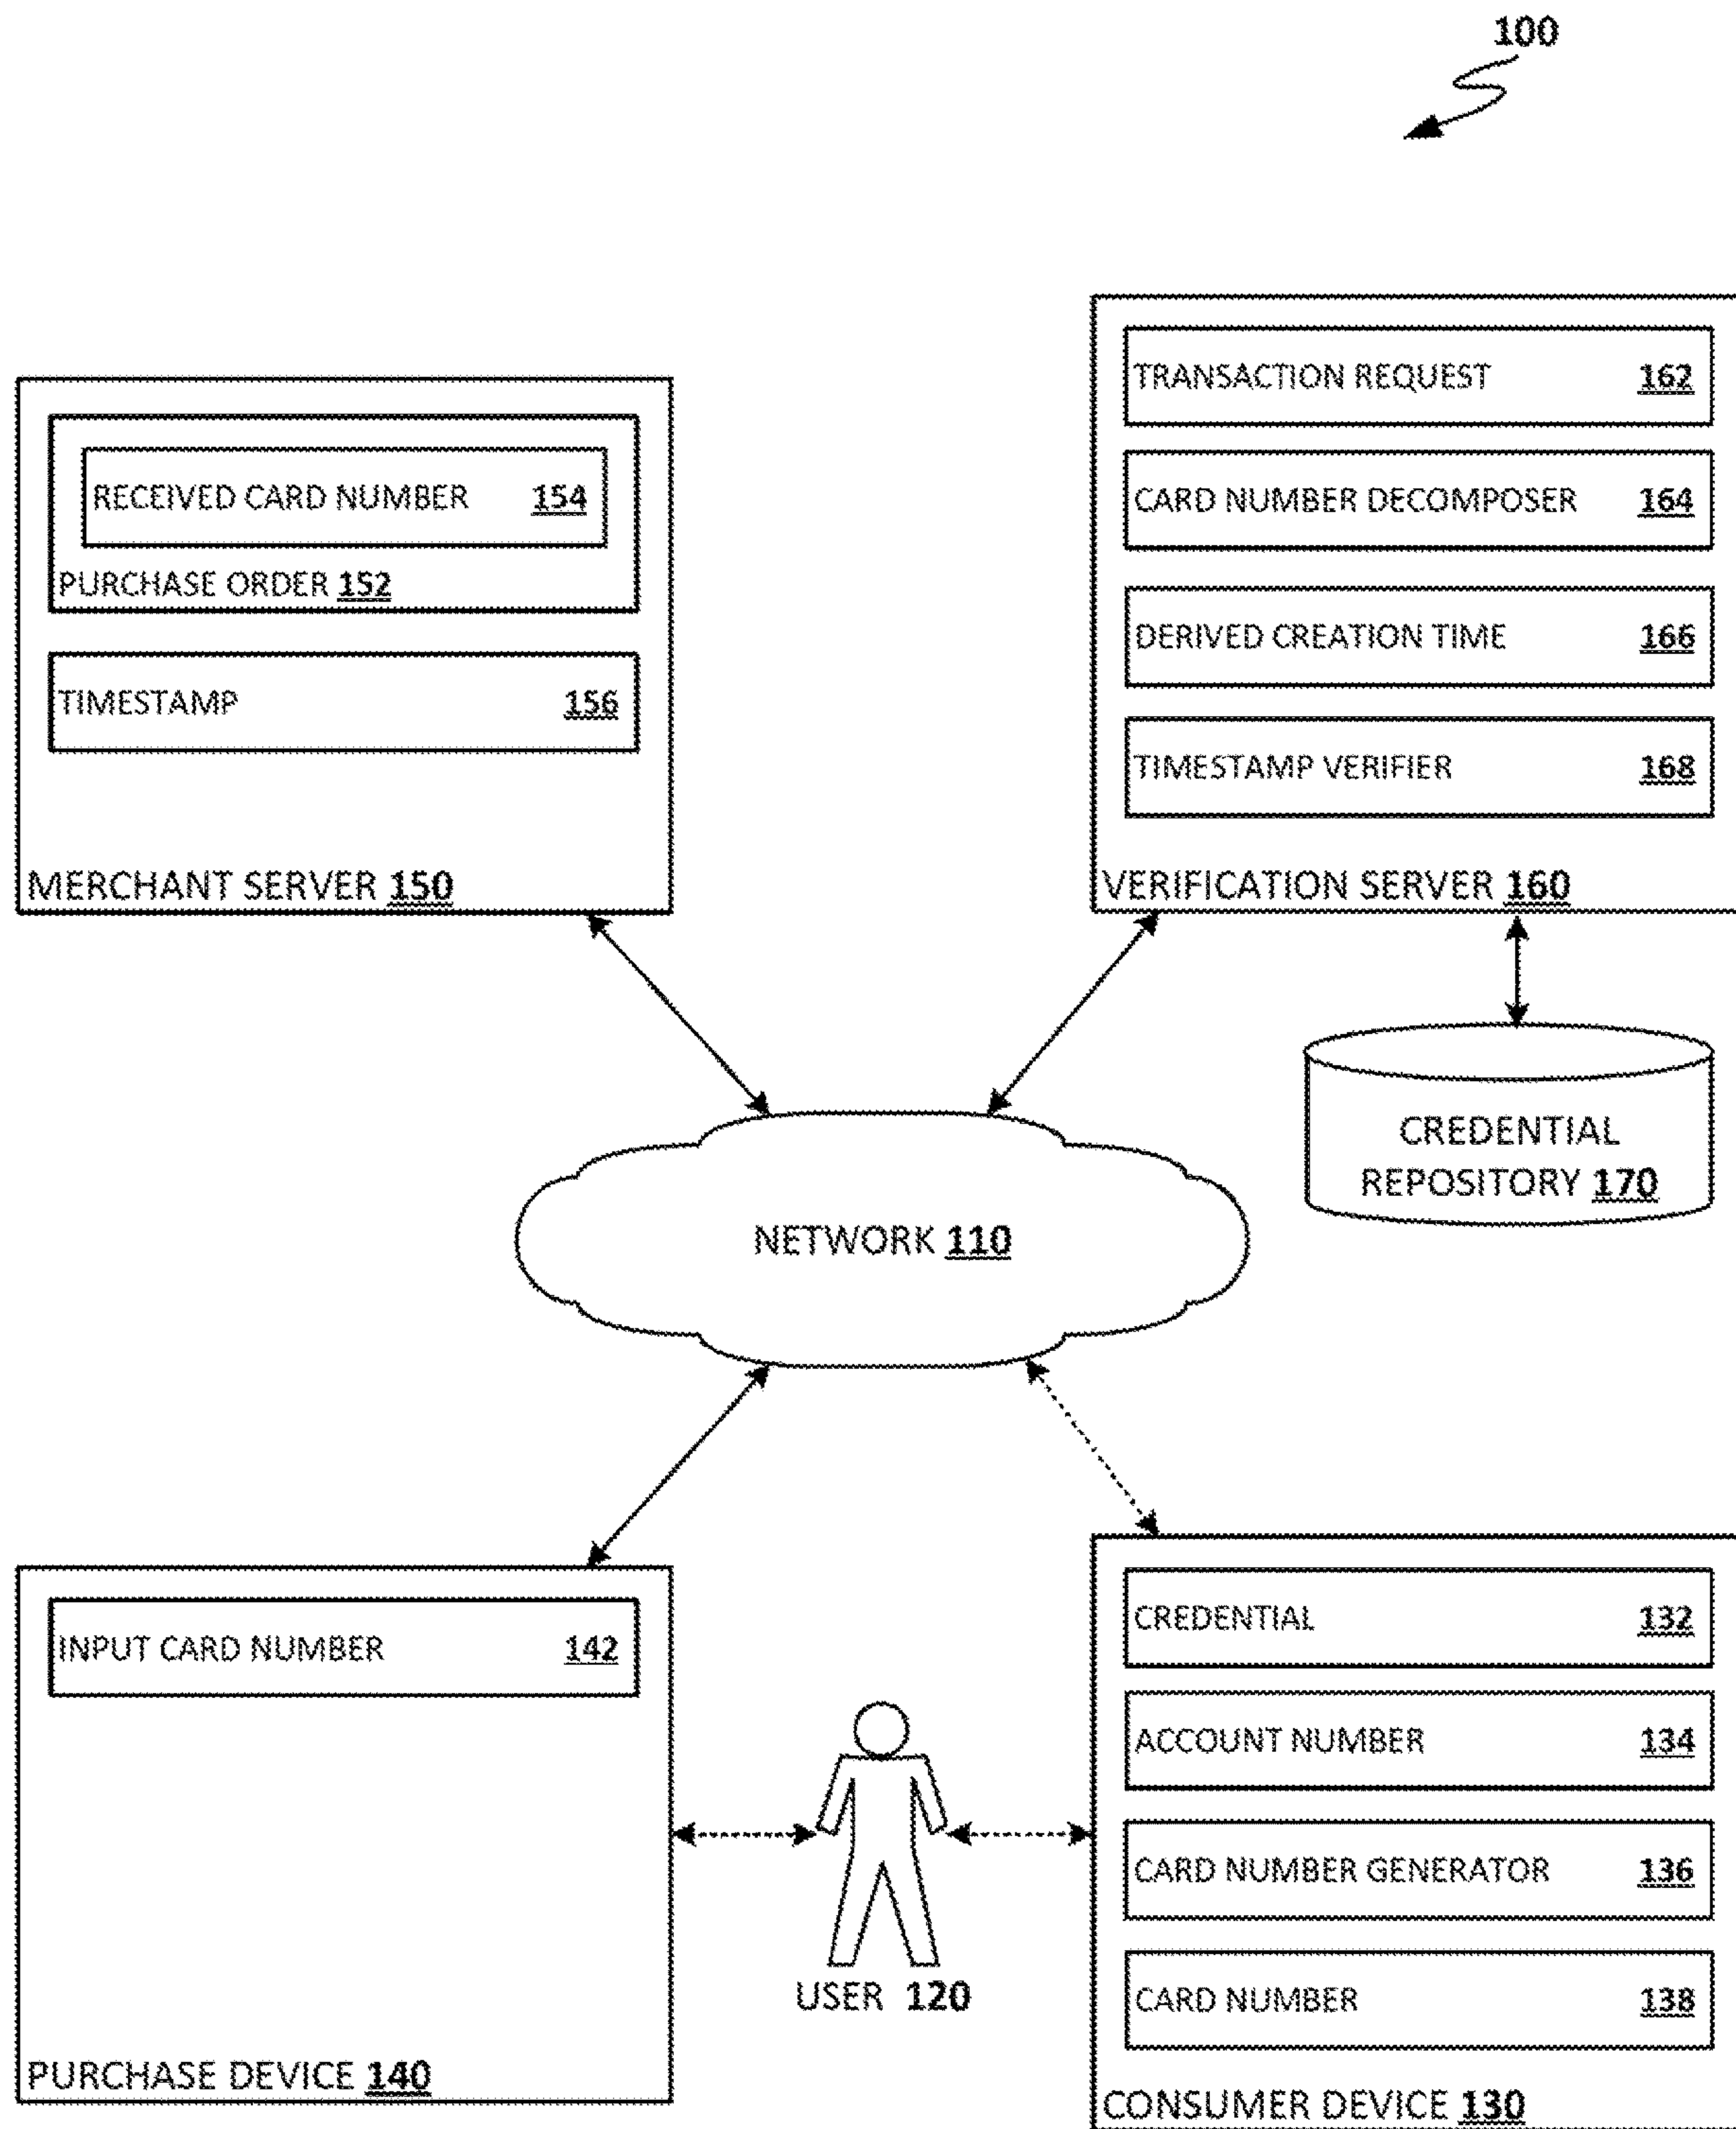 100
RECEIVED CARD NUMBER 154
PURCHASE ORDER 152
TIMESTAMP 156
MERCHANT SERVER 150
TRANSACTION REQUEST 162
CARD NUMBER DECOMPOSER 164
DERIVED CREATION TIME 166
TIMESTAMP VERIFIER 168
VERIFICATION SERVER 160
CREDENTIAL
REPOSITORY 170
NETWORK 110
INPUT CARD NUMBER 142
PURCHASE DEVICE 140
USER 120
CREDENTIAL 132
ACCOUNT NUMBER 134
CARD NUMBER GENERATOR 136
CARD NUMBER 138
CONSUMER DEVICE 130